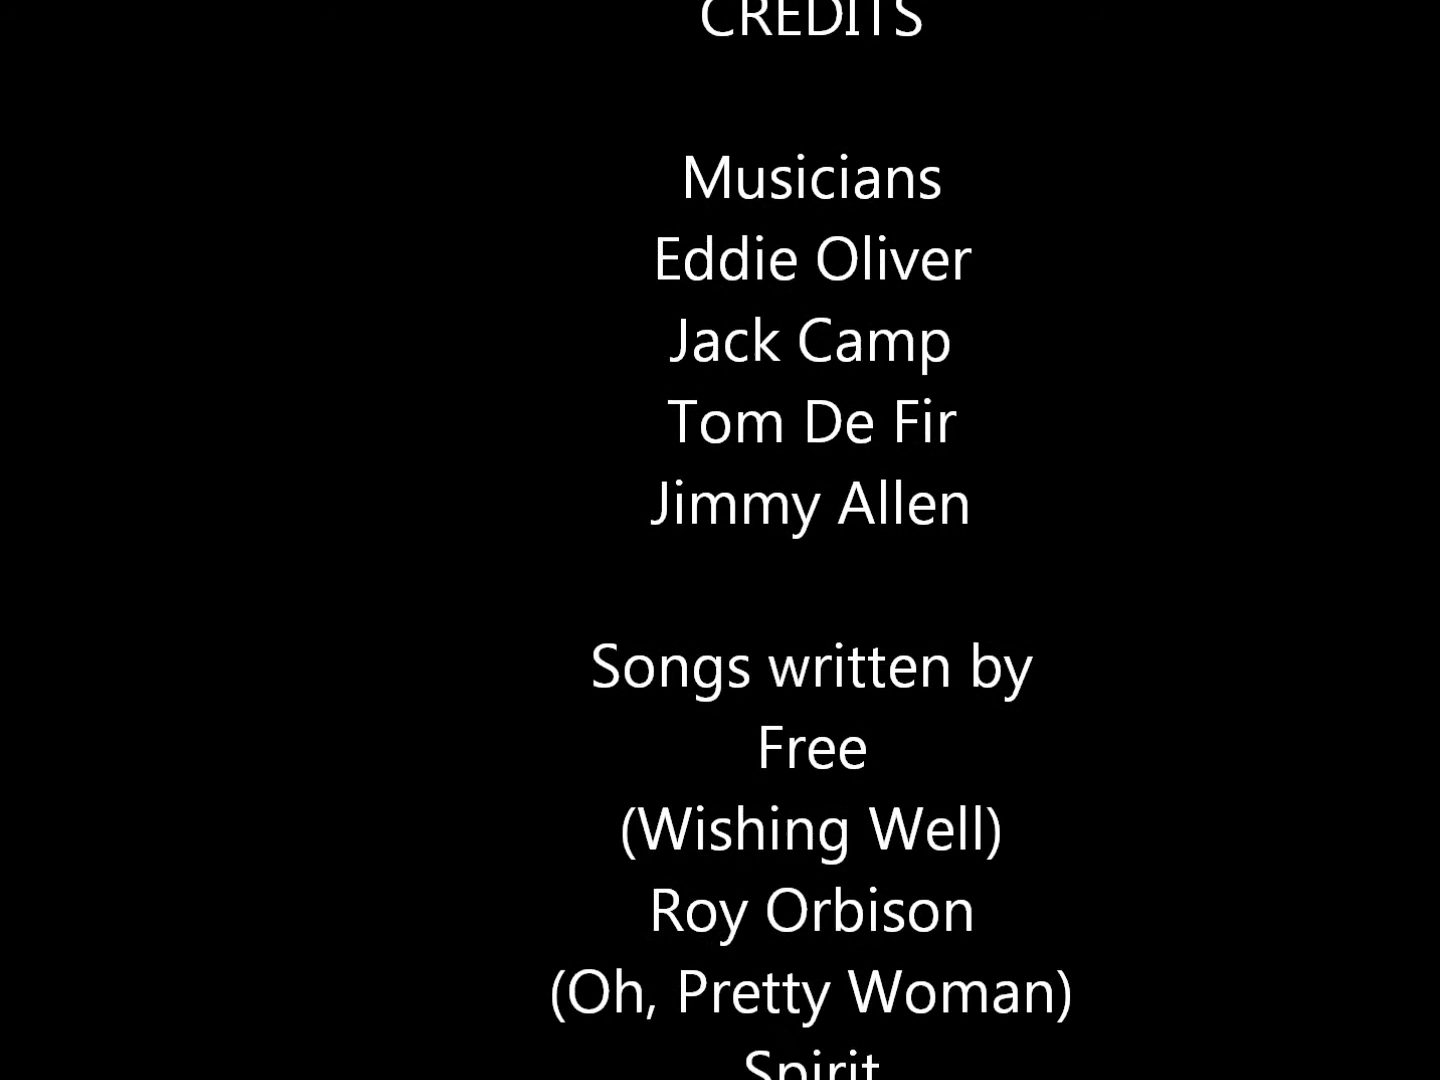 CREDITS
Musicians
Eddie Oliver
Jack Camp
Tom De Fir
Jimmy Allen
Songs written by
Free
(Wishing Well)
Roy Orbison
(Oh, Pretty Woman)
Spirit